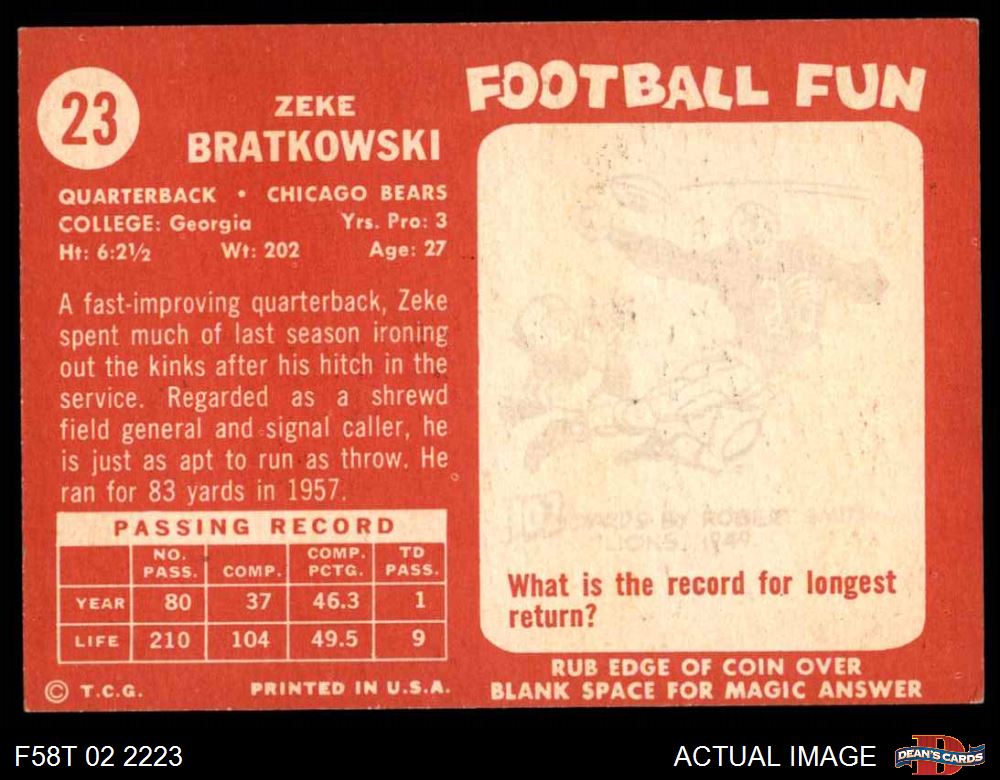 23
ZEKE
BRATKOWSKI
QUARTERBACK • CHICAGO BEARS
COLLEGE: Georgia Yrs. Pro: 3
Ht: 6:2½ Wt: 202 Age: 27
A fast-improving quarterback, Zeke
spent much of last season ironing
out the kinks after his hitch in the
service. Regarded as a shrewd
field general and signal caller, he
is just as apt to run as throw. He
ran for 83 yards in 1957.
PASSING RECORD
NO. PASS. COMP. COMP. PCTG. TD PASS.
YEAR 80 37 46.3 1
LIFE 210 104 49.5 9
© T.C.G. PRINTED IN U.S.A.
FOOTBALL FUN
BY ROBERT
LIONS,
What is the record for longest
return?
RUB EDGE OF COIN OVER
BLANK SPACE FOR MAGIC ANSWER
F58T 02 2223
ACTUAL IMAGE
DEAN'S CARDS